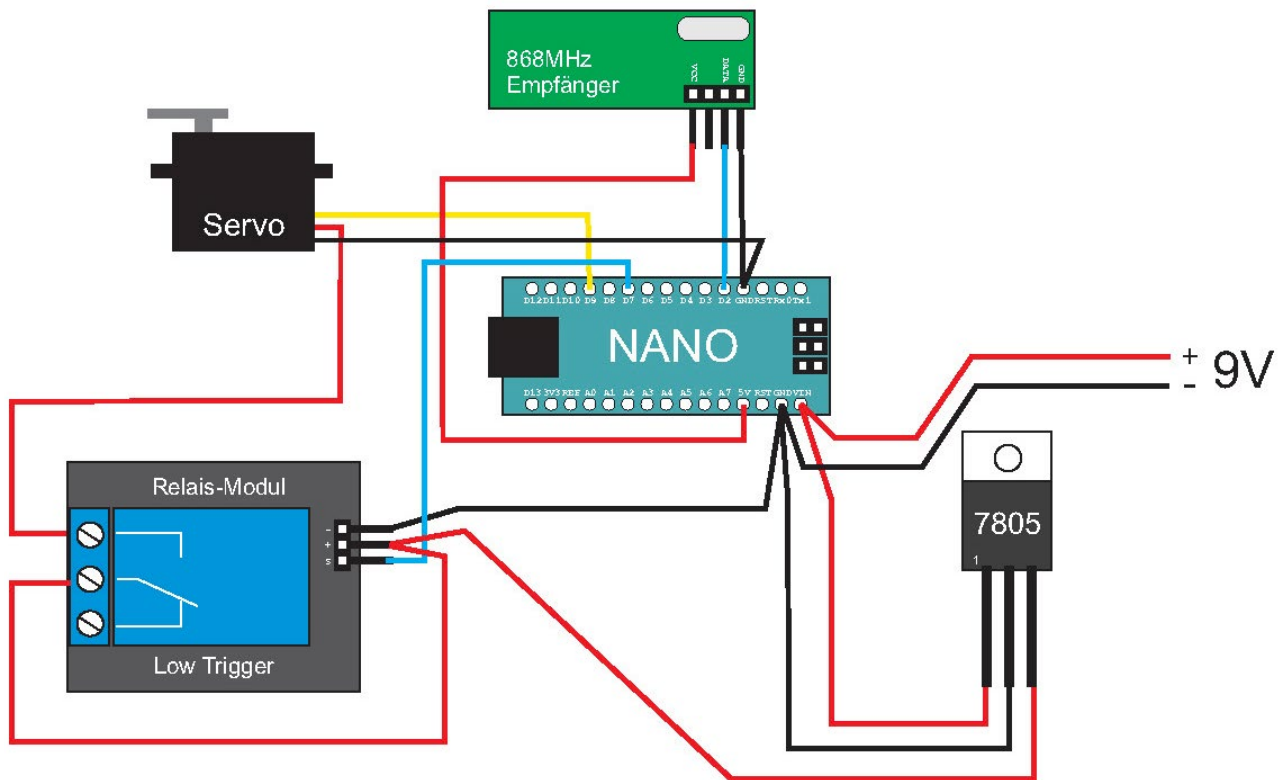 868MHz
Empfänger
VCC
DATA
GND
Servo
D12 D11 D10 D9 D8 D7 D6 D5 D4 D3 D2 GND RST Rx0 Tx1
NANO
D13 3V3 REF A0 A1 A2 A3 A4 A5 A6 A7 5V RST GND VIN
+
- 9V
Relais-Modul
-
+
S
Low Trigger
7805
1